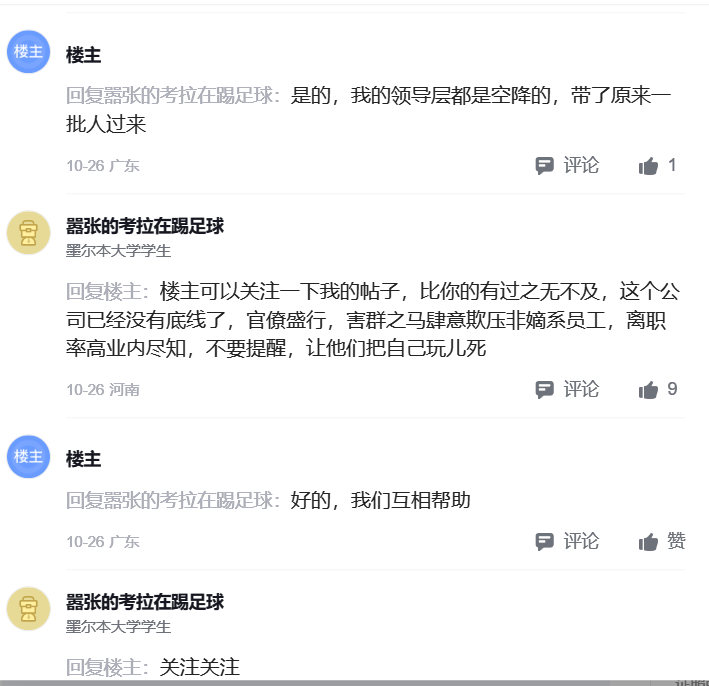 楼主
楼主
回复嚣张的考拉在踢足球：是的，我的领导层都是空降的，带了原来一
批人过来
10-26 广东
评论
1
嚣张的考拉在踢足球
墨尔本大学学生
回复楼主：楼主可以关注一下我的帖子，比你的有过之无不及，这个公
司已经没有底线了，官僚盛行，害群之马肆意欺压非嫡系员工，离职
率高业内尽知，不要提醒，让他们把自己玩儿死
10-26 河南
评论
9
楼主
楼主
回复嚣张的考拉在踢足球：好的，我们互相帮助
10-26 广东
评论
赞
嚣张的考拉在踢足球
墨尔本大学学生
回复楼主：关注关注